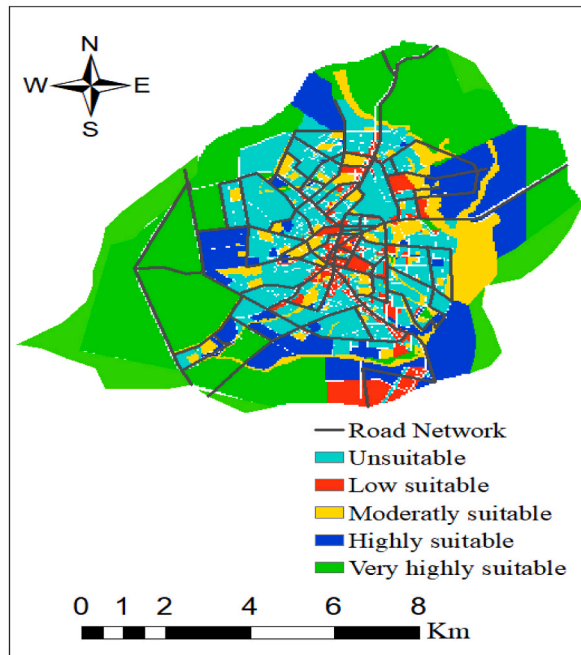 N
W E
S
Road Network
Unsuitable
Low suitable
Moderatly suitable
Highly suitable
Very highly suitable
0 1 2 4 6 8
Km